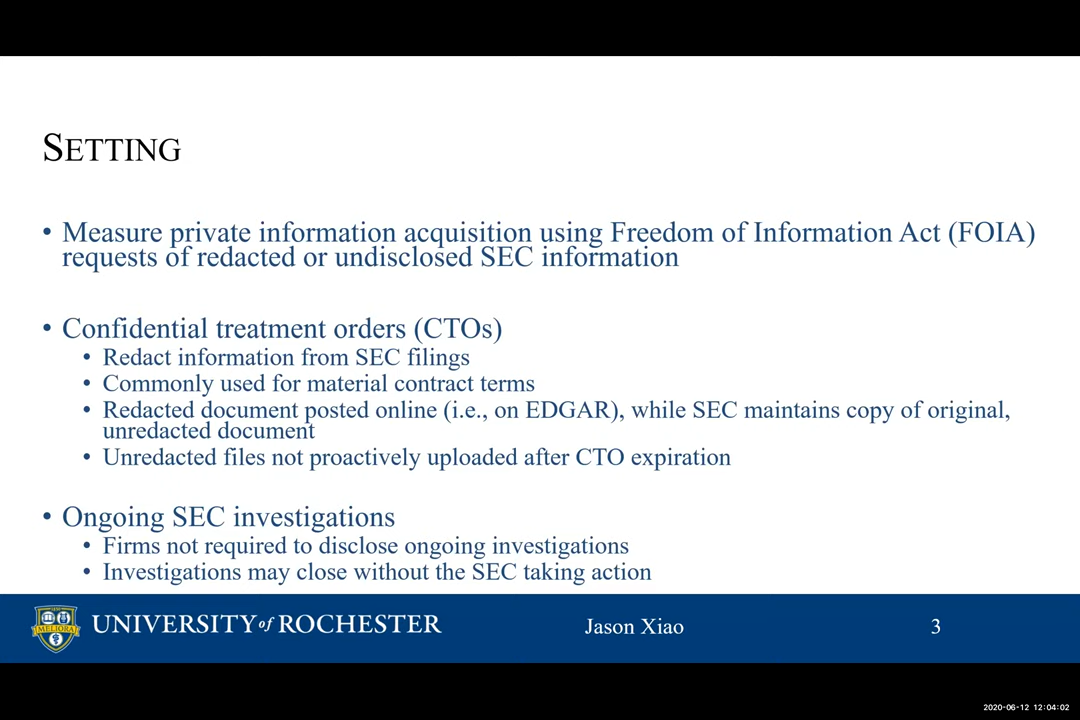 SETTING
• Measure private information acquisition using Freedom of Information Act (FOIA)
requests of redacted or undisclosed SEC information
• Confidential treatment orders (CTOs)
• Redact information from SEC filings
• Commonly used for material contract terms
• Redacted document posted online (i.e., on EDGAR), while SEC maintains copy of original,
unredacted document
• Unredacted files not proactively uploaded after CTO expiration
• Ongoing SEC investigations
• Firms not required to disclose ongoing investigations
• Investigations may close without the SEC taking action
MELIORA
UNIVERSITY of ROCHESTER
Jason Xiao
3
2020-06-12 12:04:02